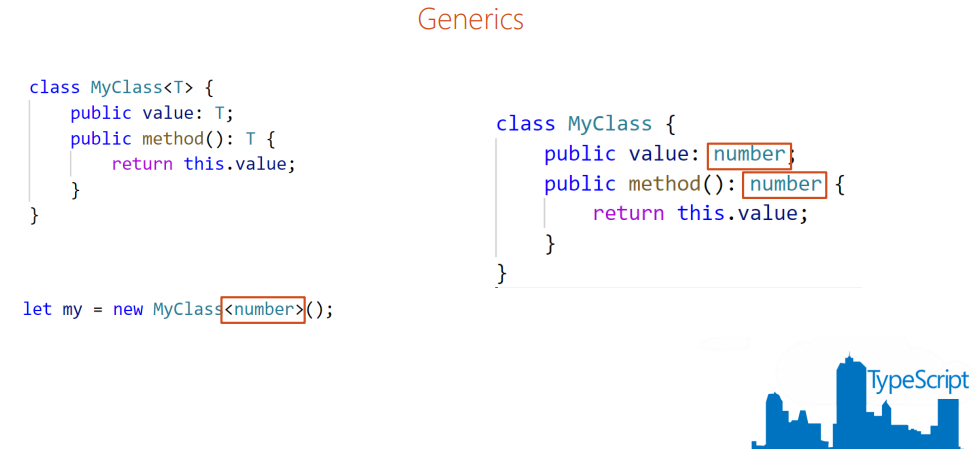 Generics
class MyClass<T> {
    public value: T;
    public method(): T {
        return this.value;
    }
}
let my = new MyClass<number>();
class MyClass {
    public value: number;
    public method(): number {
        return this.value;
    }
}
TypeScript